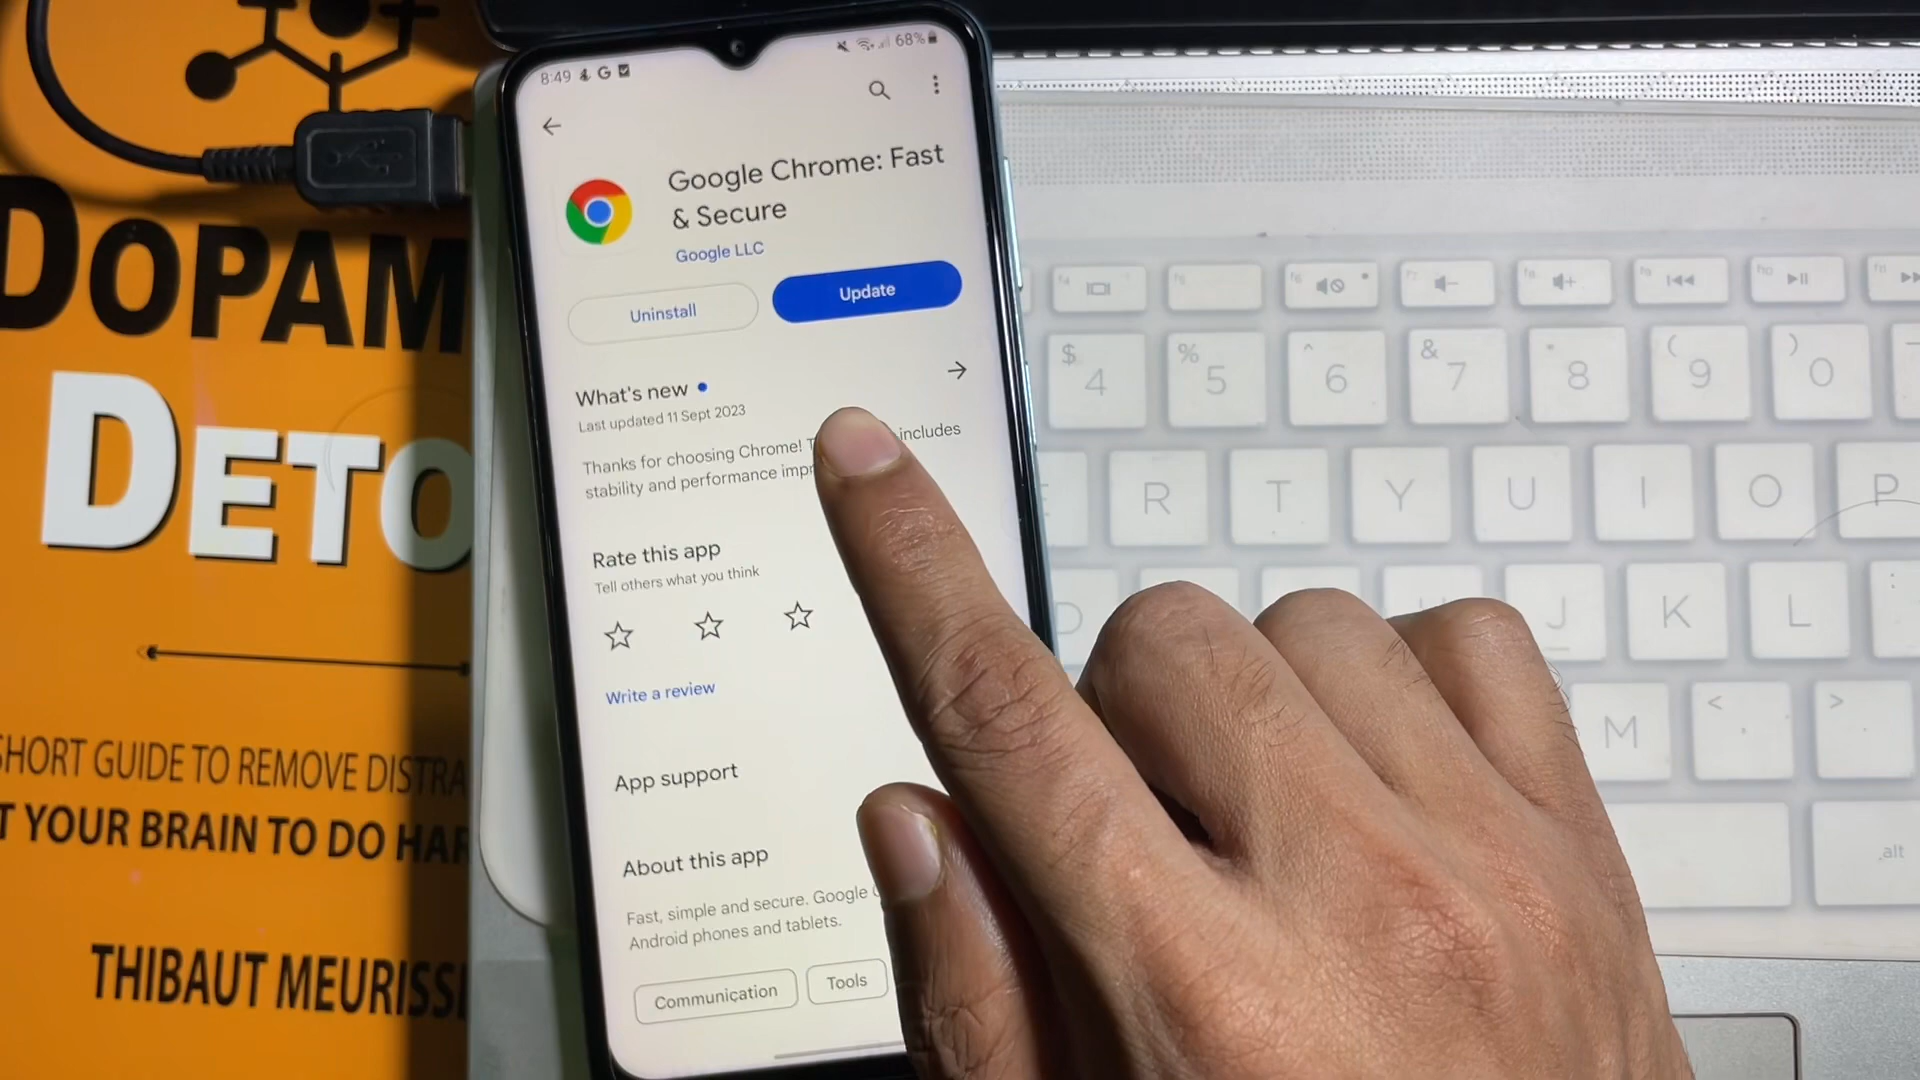 DOPAM
DETO
SHORT GUIDE TO REMOVE DISTRA
T YOUR BRAIN TO DO HAR
THIBAUT MEURISSE
8:49
68%
Google Chrome: Fast
& Secure
Google LLC
Uninstall
Update
What's new
Last updated 11 Sept 2023
Thanks for choosing Chrome! includes
stability and performance impr
Rate this app
Tell others what you think
Write a review
App support
About this app
Fast, simple and secure. Google
Android phones and tablets.
Communication
Tools
$ 4 % 5 ^ 6 & 7 * 8 ( 9 ) 0
R T Y U I O P
D J K L
M < , > .
alt